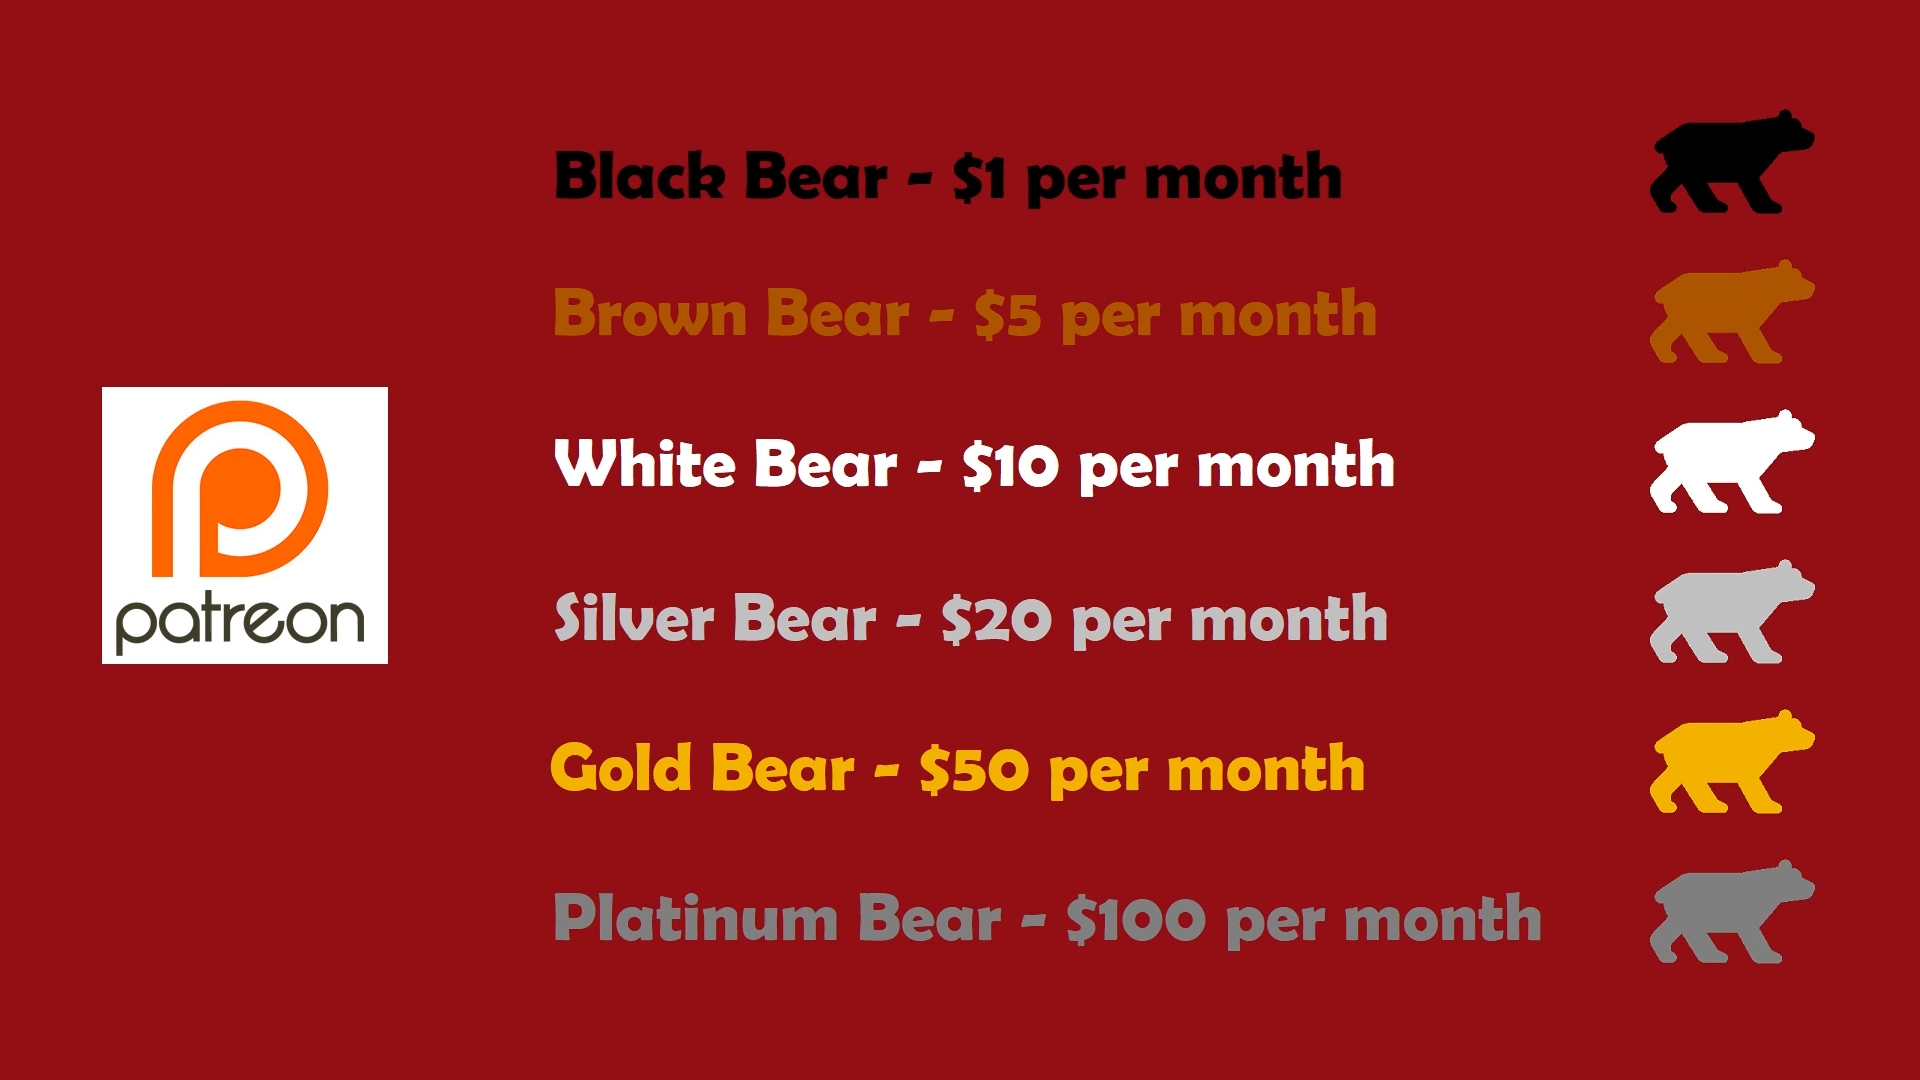 Black Bear - $1 per month
Brown Bear - $5 per month
White Bear - $10 per month
patreon
Silver Bear - $20 per month
Gold Bear - $50 per month
Platinum Bear - $100 per month